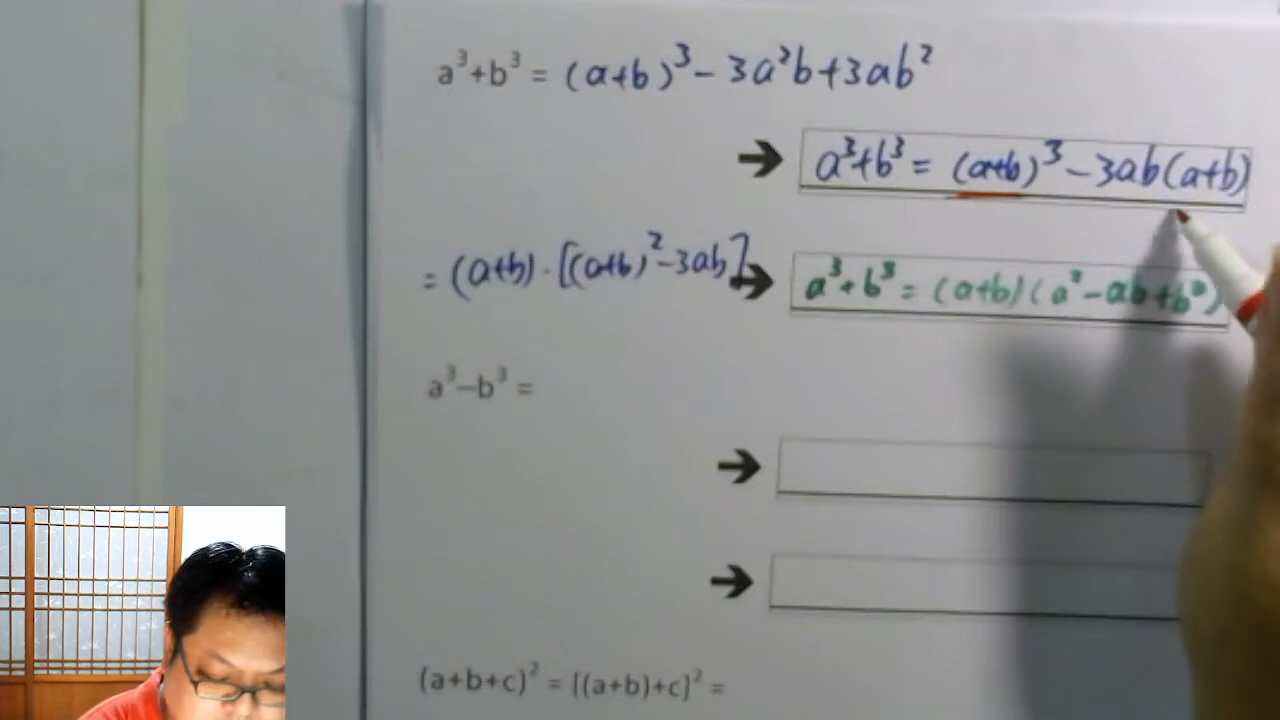 a³+b³ = (a+b)³ - 3a²b+3ab²
→ a³+b³ = (a+b)³ - 3ab(a+b)
= (a+b)·[(a+b)²-3ab] → a³+b³ = (a+b)(a²-ab+b²)
a³−b³ =
→
→
(a+b+c)² = [(a+b)+c]² =